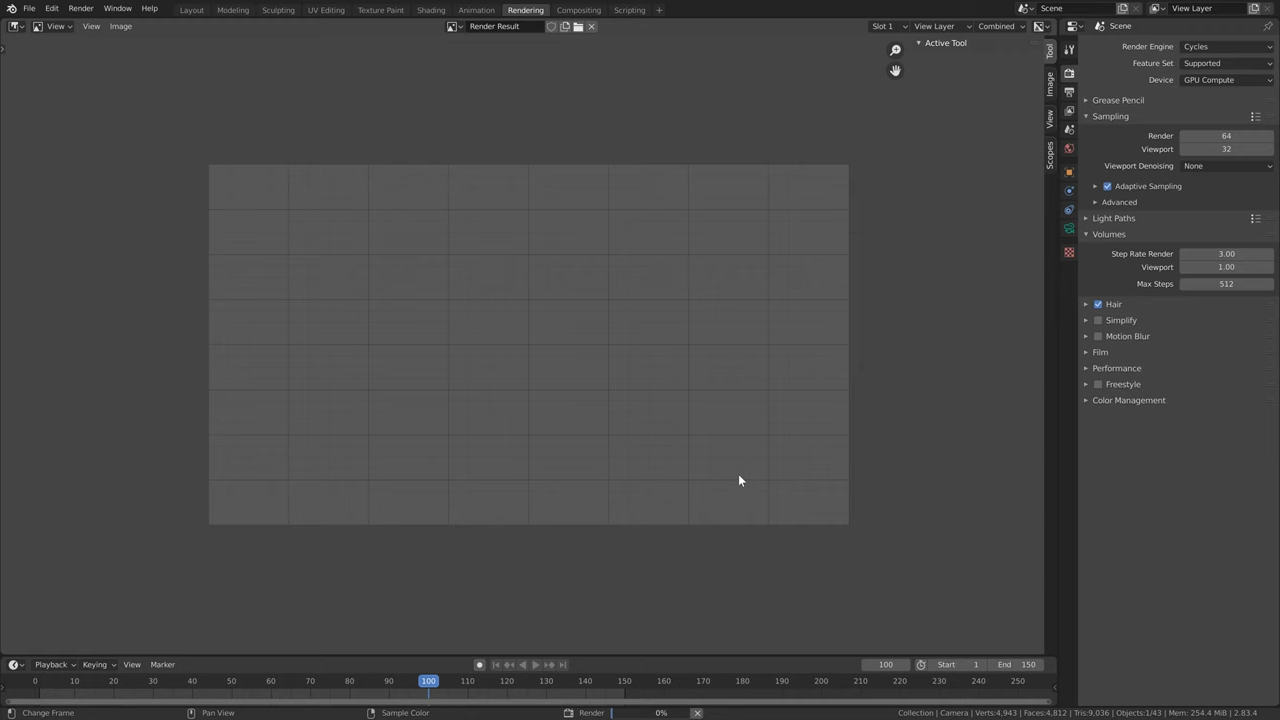 File Edit Render Window Help Layout Modeling Sculpting UV Editing Texture Paint Shading Animation Rendering Compositing Scripting + Scene View Layer
View View Image Render Result Slot 1 View Layer Combined Scene
Active Tool
Tool
Image
View
Scopes
Render Engine Cycles
Feature Set Supported
Device GPU Compute
Grease Pencil
Sampling
Render 64
Viewport 32
Viewport Denoising None
Adaptive Sampling
Advanced
Light Paths
Volumes
Step Rate Render 3.00
Viewport 1.00
Max Steps 512
Hair
Simplify
Motion Blur
Film
Performance
Freestyle
Color Management
Playback Keying View Marker 100 Start 1 End 150
0 10 20 30 40 50 60 70 80 90 100 110 120 130 140 150 160 170 180 190 200 210 220 230 240 250
Change Frame Pan View Sample Color Render 0% Collection | Camera | Verts:4,943 | Faces:4,812 | Tris:9,036 | Objects:1/43 | Mem: 254.4 MiB | 2.83.4